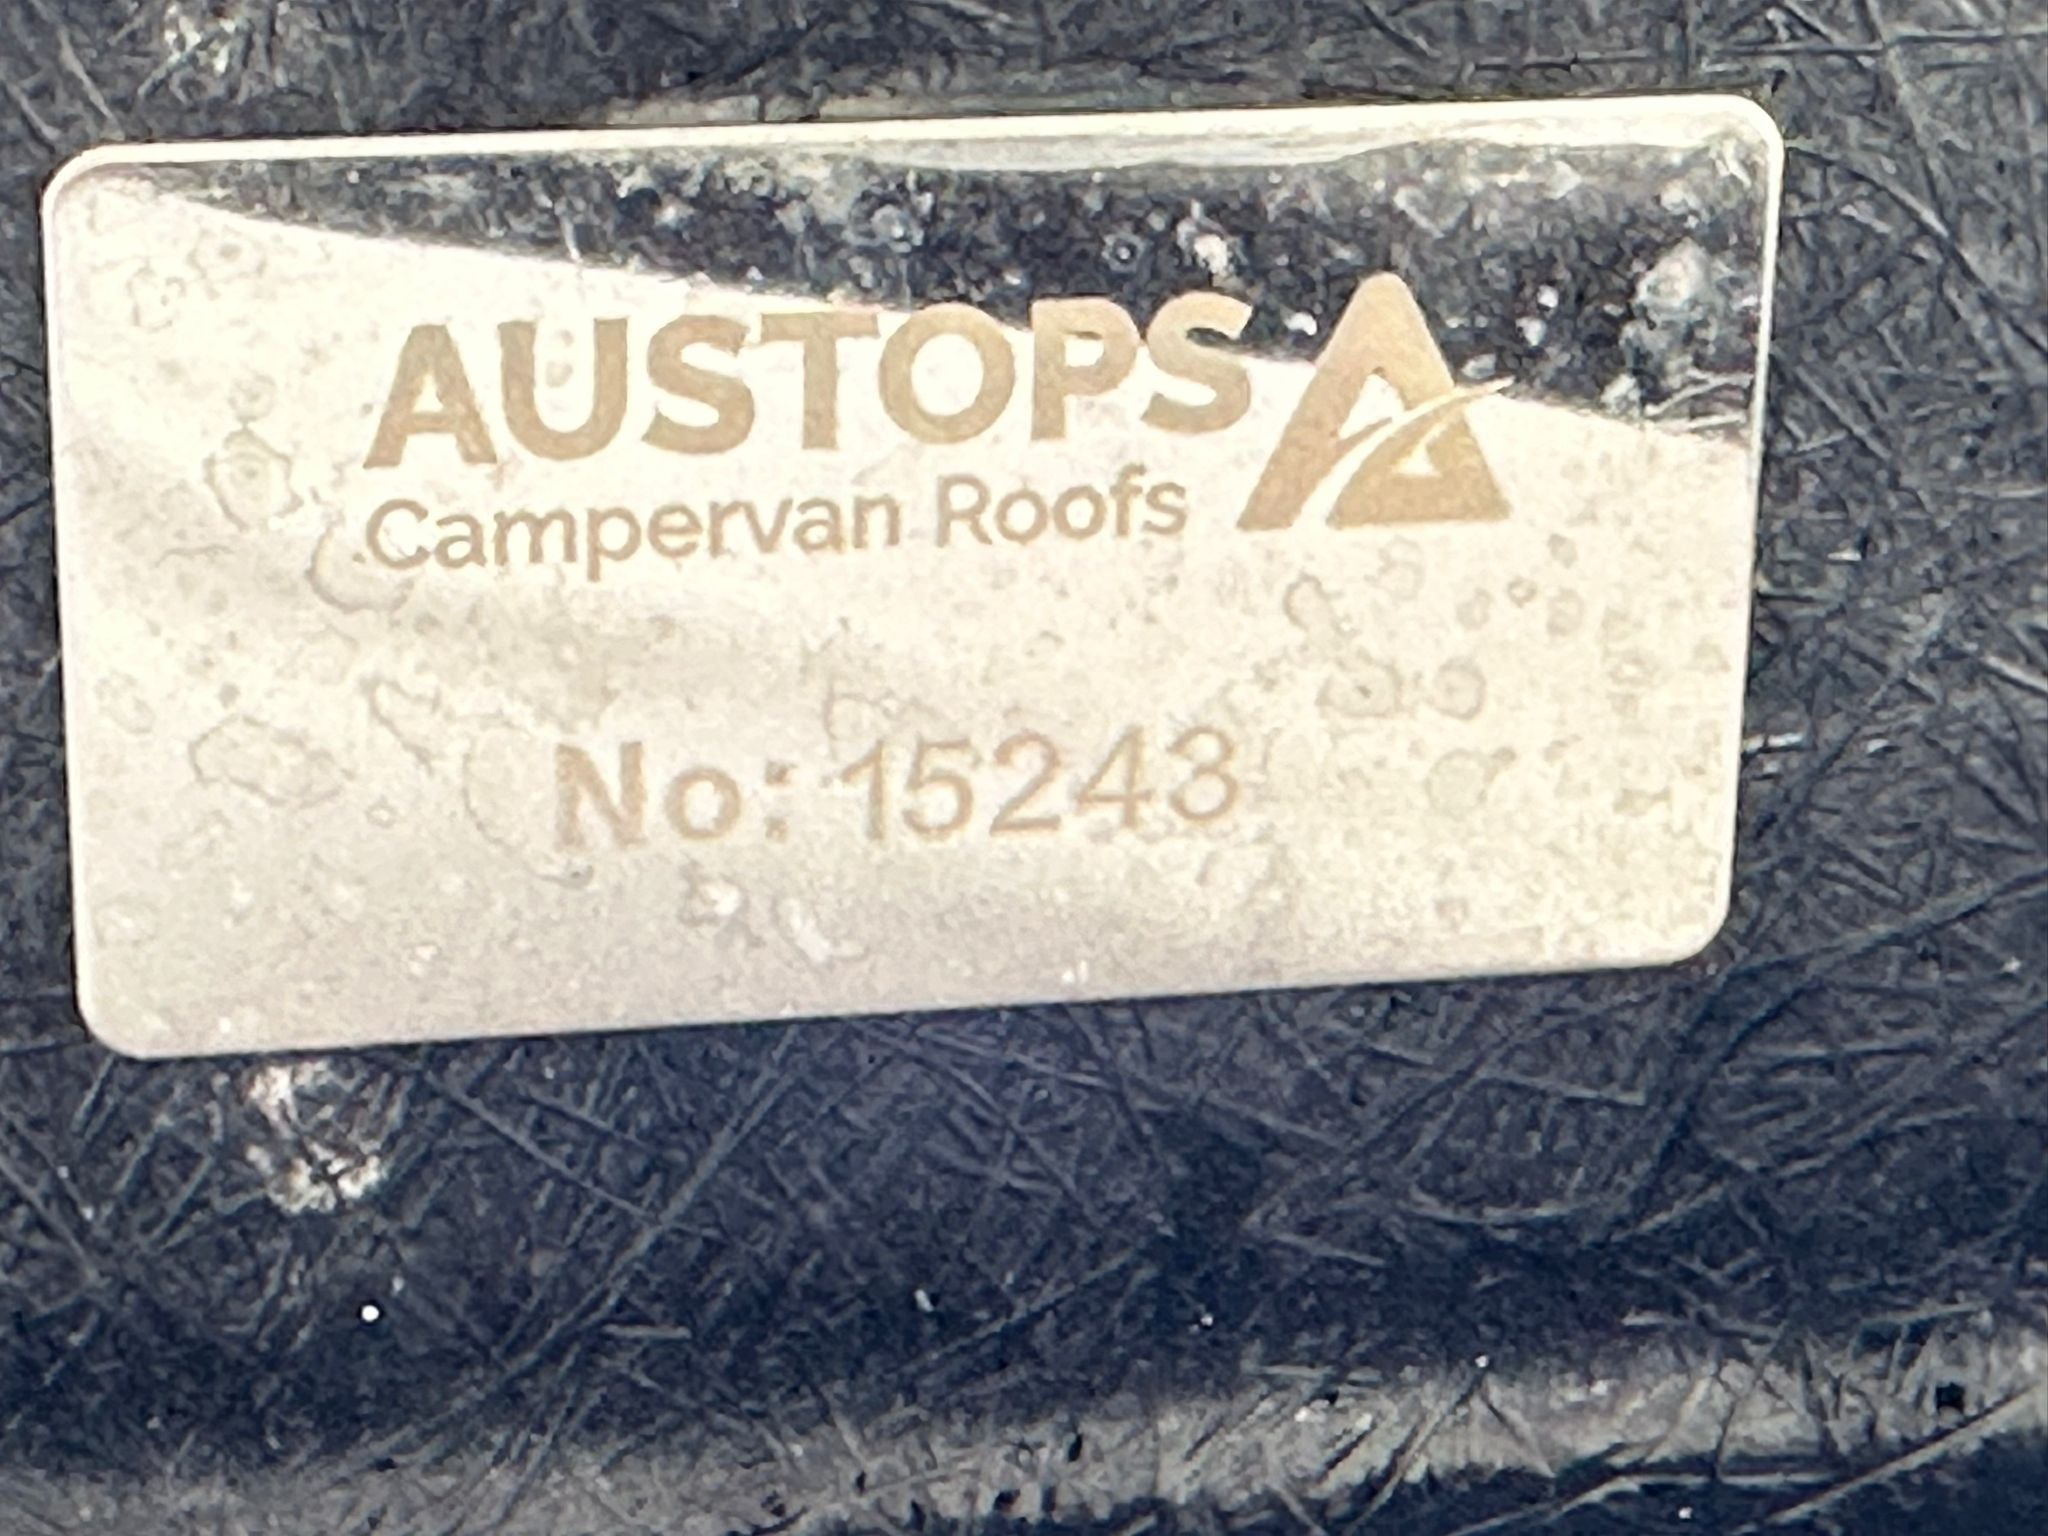 AUSTOPS
Campervan Roofs
No: 15243